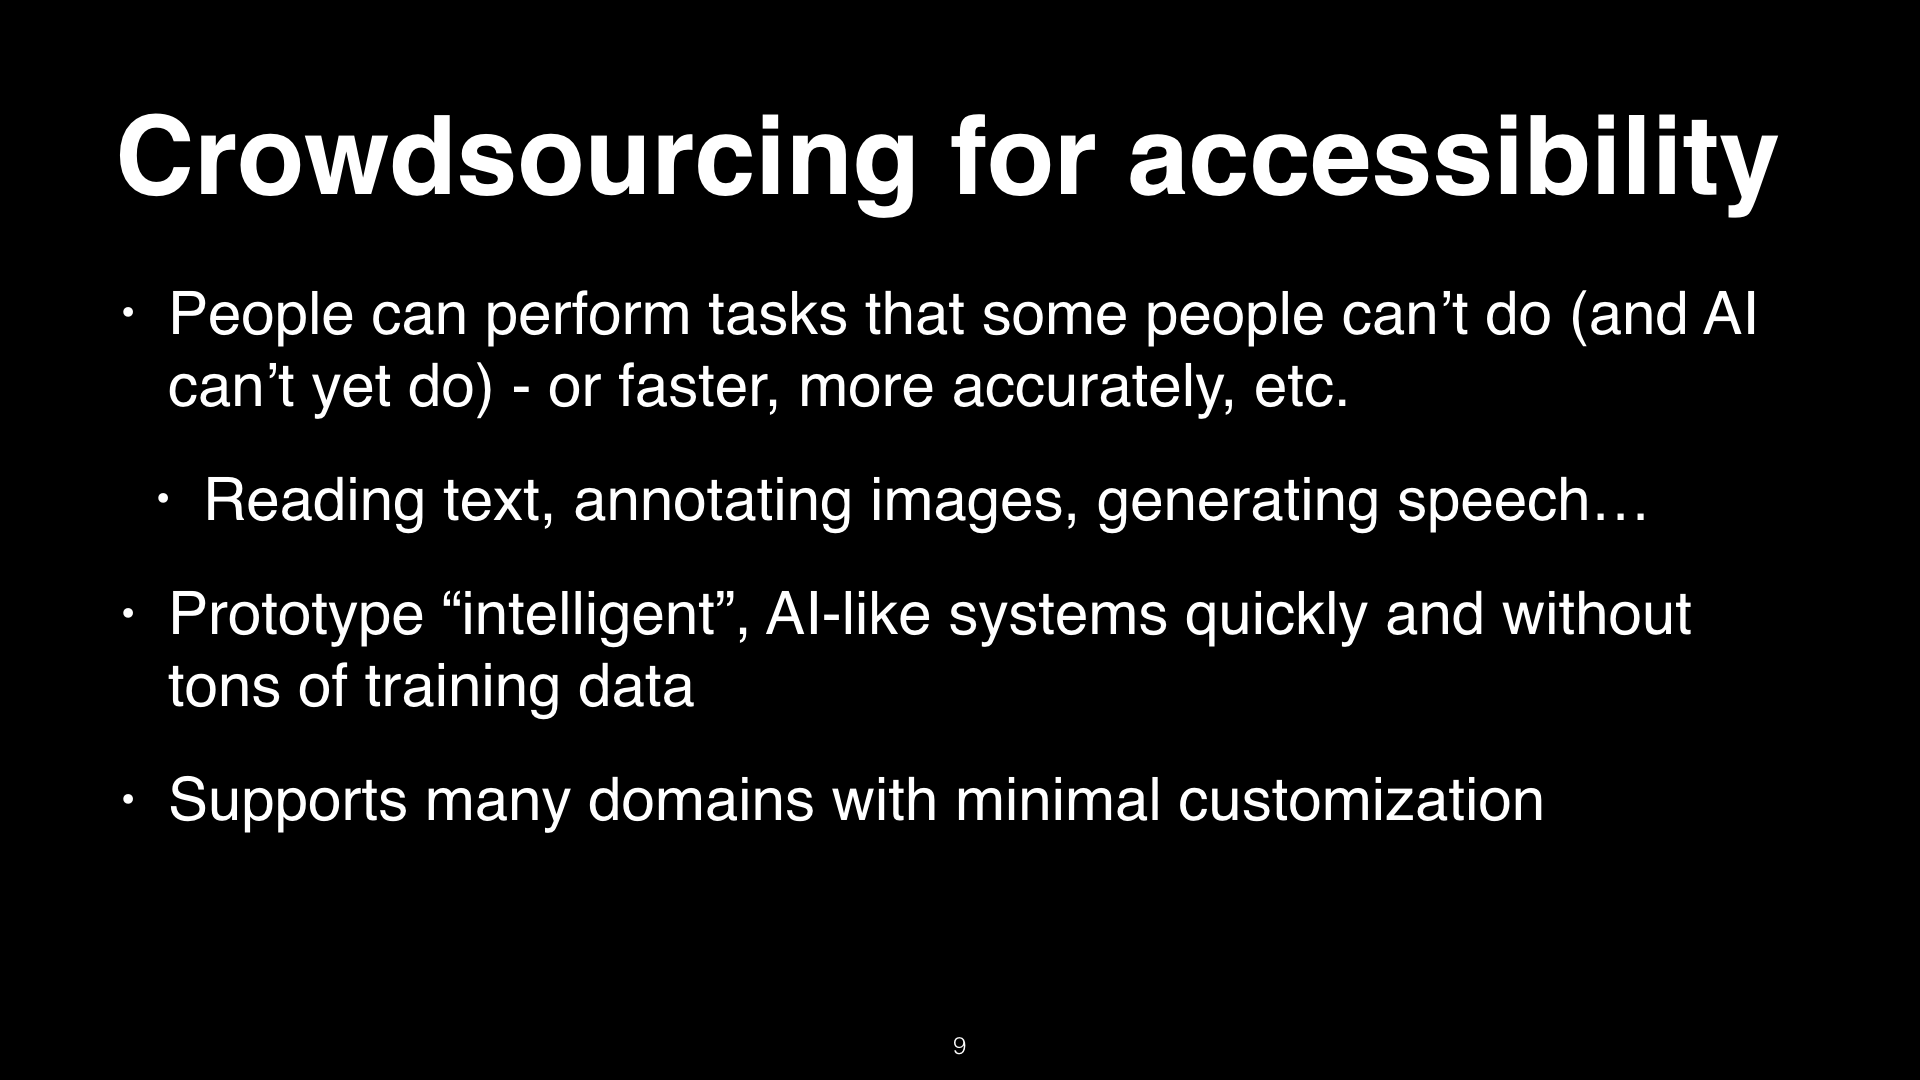 Crowdsourcing for accessibility
• People can perform tasks that some people can’t do (and AI
can’t yet do) - or faster, more accurately, etc.
• Reading text, annotating images, generating speech…
• Prototype “intelligent”, AI-like systems quickly and without
tons of training data
• Supports many domains with minimal customization
9